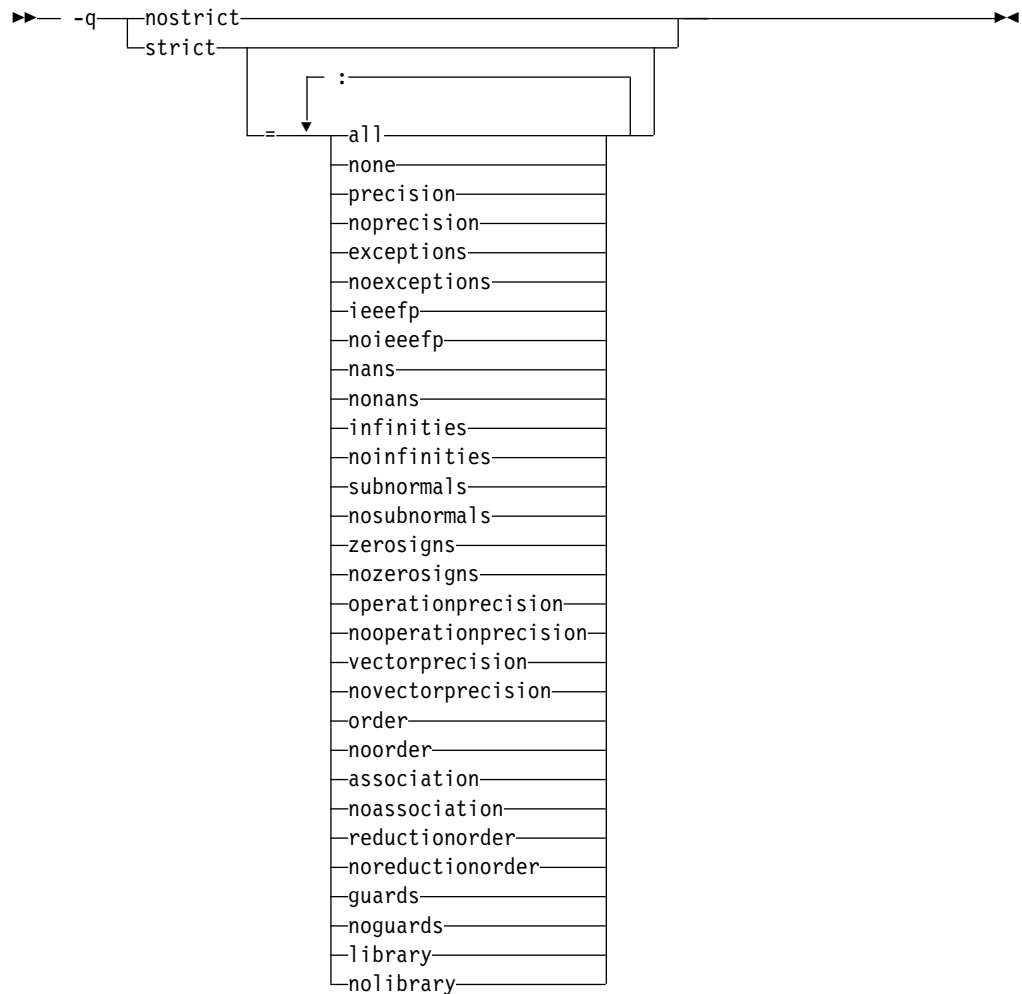 -q nostrict
strict
:
= all
none
precision
noprecision
exceptions
noexceptions
ieeefp
noieeefp
nans
nonans
infinities
noinfinities
subnormals
nosubnormals
zerosigns
nozerosigns
operationprecision
nooperationprecision
vectorprecision
novectorprecision
order
noorder
association
noassociation
reductionorder
noreductionorder
guards
noguards
library
nolibrary